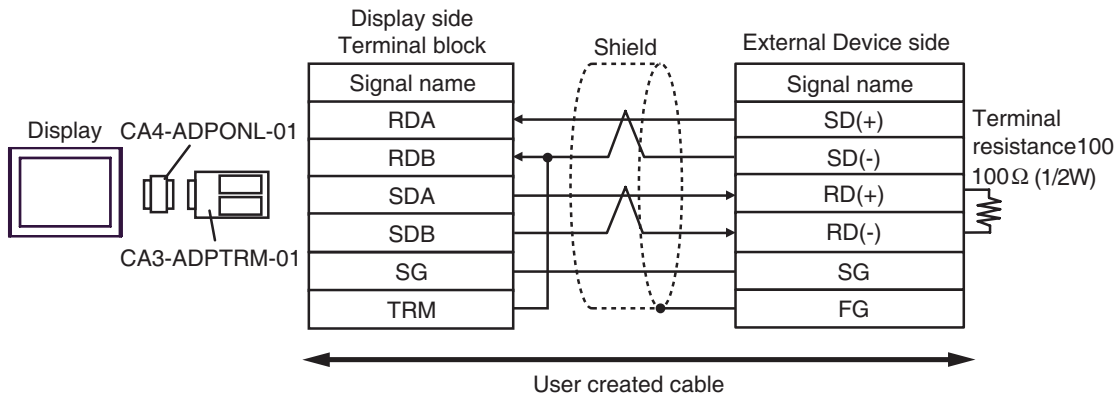 Display side
Terminal block
Shield
External Device side
Signal name
Signal name
RDA
SD(+)
Terminal
resistance100
100Ω (1/2W)
Display
CA4-ADPONL-01
RDB
SD(-)
SDA
RD(+)
SDB
RD(-)
CA3-ADPTRM-01
SG
SG
TRM
FG
User created cable